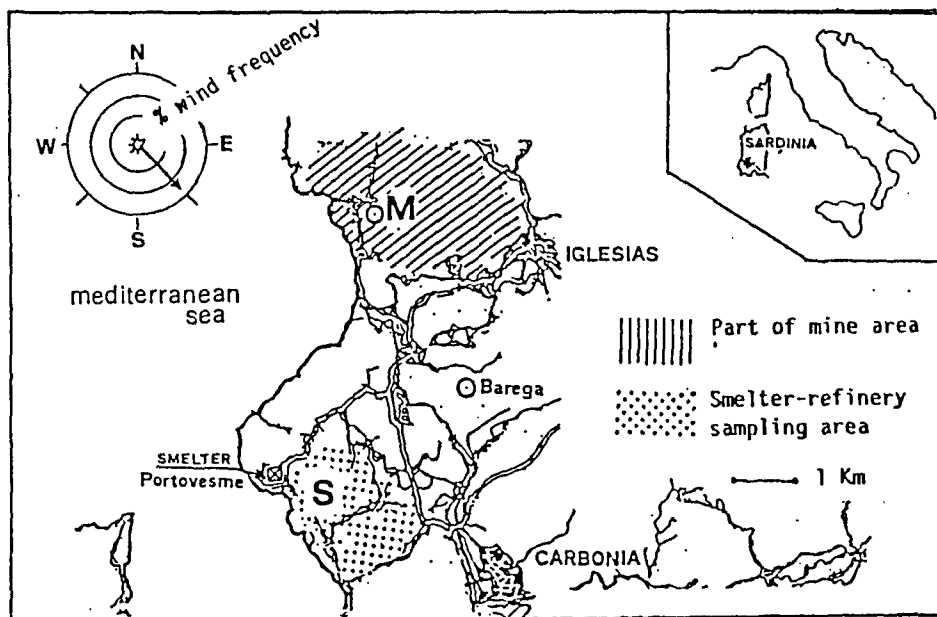 N
% wind frequency
W
E
S
SARDINIA
M
IGLESIAS
mediterranean
sea
Part of mine area
Barega
Smelter-refinery
sampling area
SMELTER
Portovesme
S
1 Km
CARBONIA